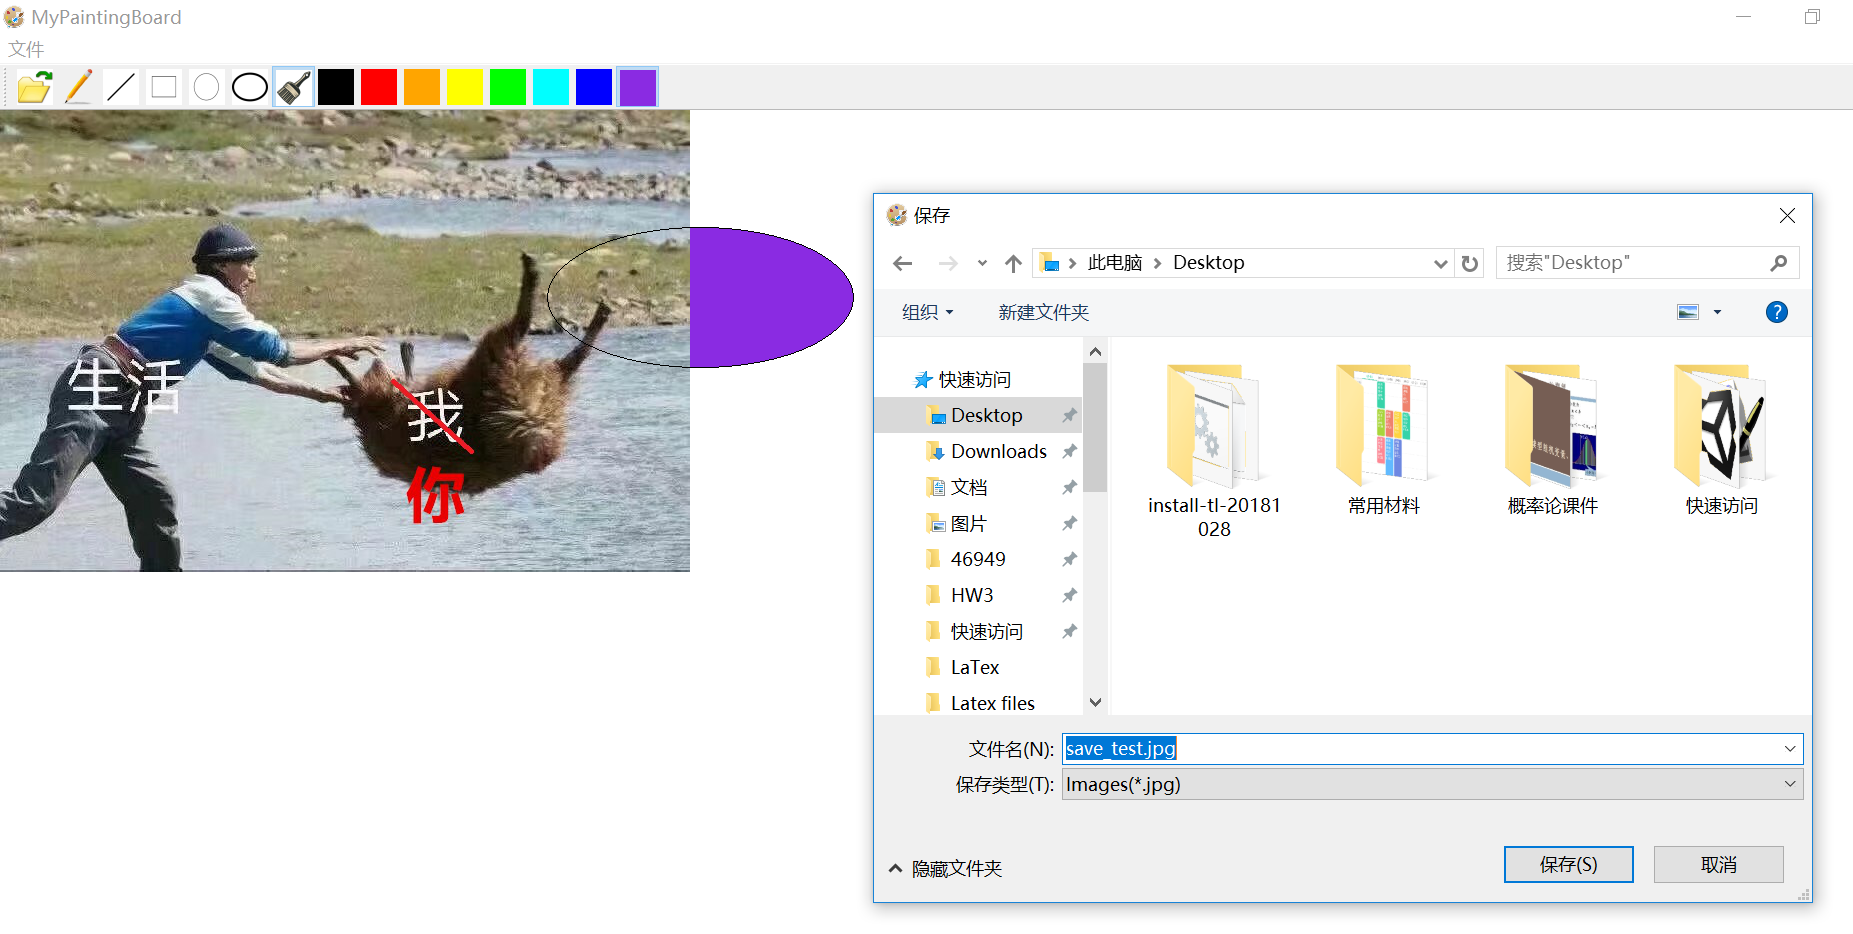 MyPaintingBoard
文件
生活
我
你
保存
此电脑
Desktop
搜索"Desktop"
组织
新建文件夹
?
快速访问
Desktop
Downloads
文档
图片
46949
HW3
快速访问
LaTex
Latex files
install-tl-20181
028
常用材料
概率论课件
快速访问
文件名(N):
save_test.jpg
保存类型(T):
Images(*.jpg)
隐藏文件夹
保存(S)
取消